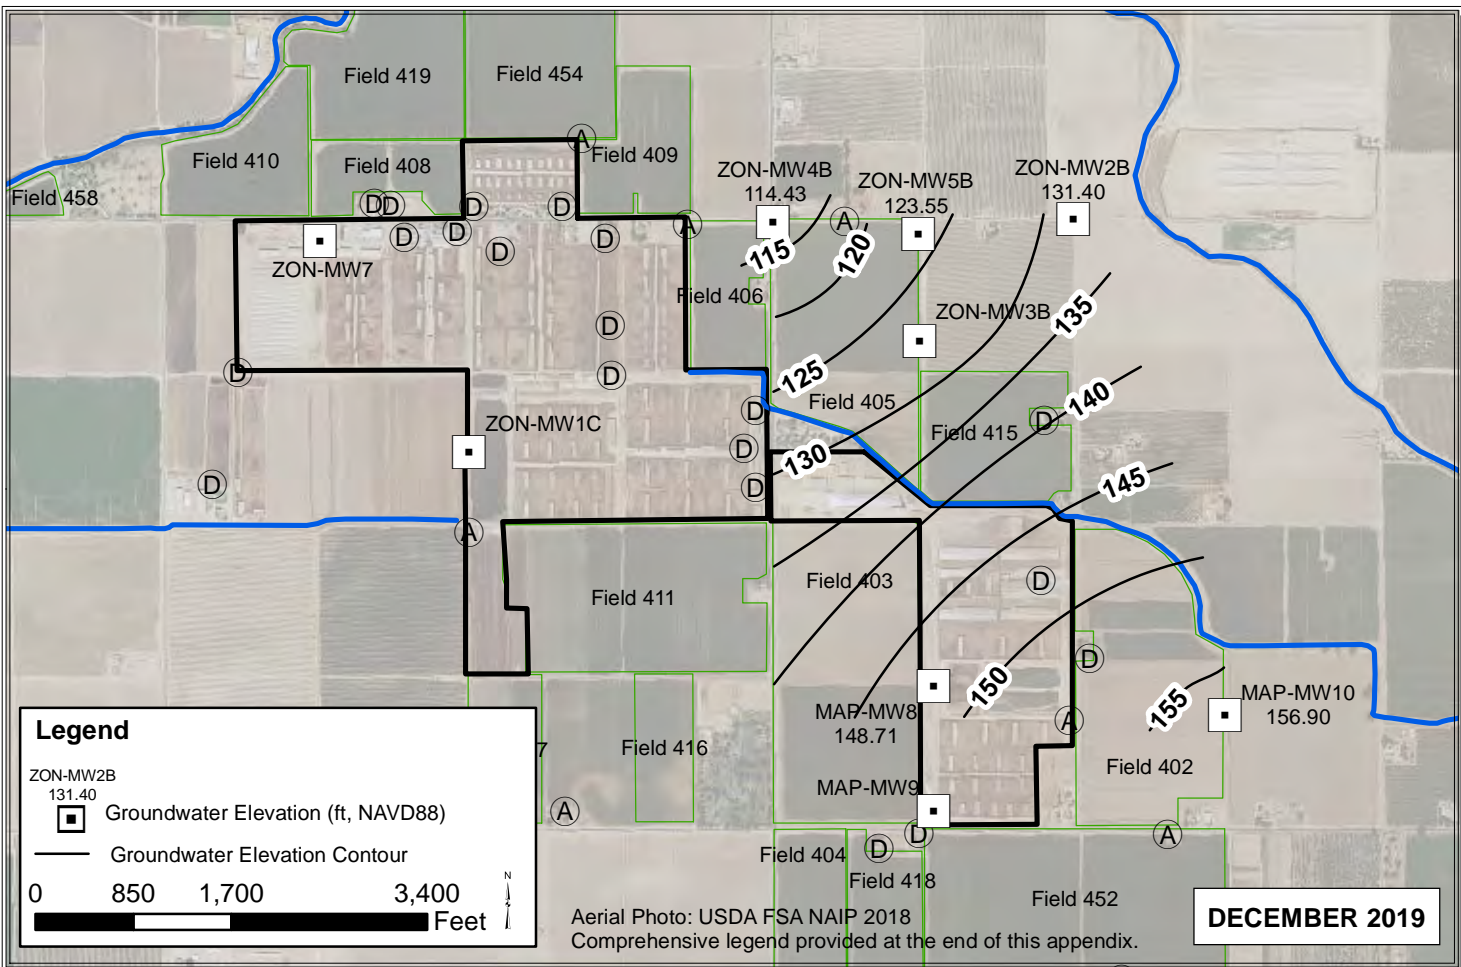 Field 419
Field 454
Field 410
Field 408
Field 409
Field 458
ZON-MW4B
114.43
ZON-MW5B
123.55
ZON-MW2B
131.40
A
D
D
D
D
D
D
D
D
A
A
ZON-MW7
115
120
Field 406
ZON-MW3B
135
D
D
D
125
Field 405
140
D
D
Field 415
ZON-MW1C
D
130
D
D
145
A
Field 403
D
Field 411
150
D
155
MAP-MW10
156.90
A
MAP-MW8
148.71
7
Field 416
Field 402
MAP-MW9
A
D
A
Field 404
D
Field 418
Field 452
Legend
ZON-MW2B
131.40
Groundwater Elevation (ft, NAVD88)
Groundwater Elevation Contour
0 850 1,700 3,400
Feet
N
Aerial Photo: USDA FSA NAIP 2018
Comprehensive legend provided at the end of this appendix.
DECEMBER 2019